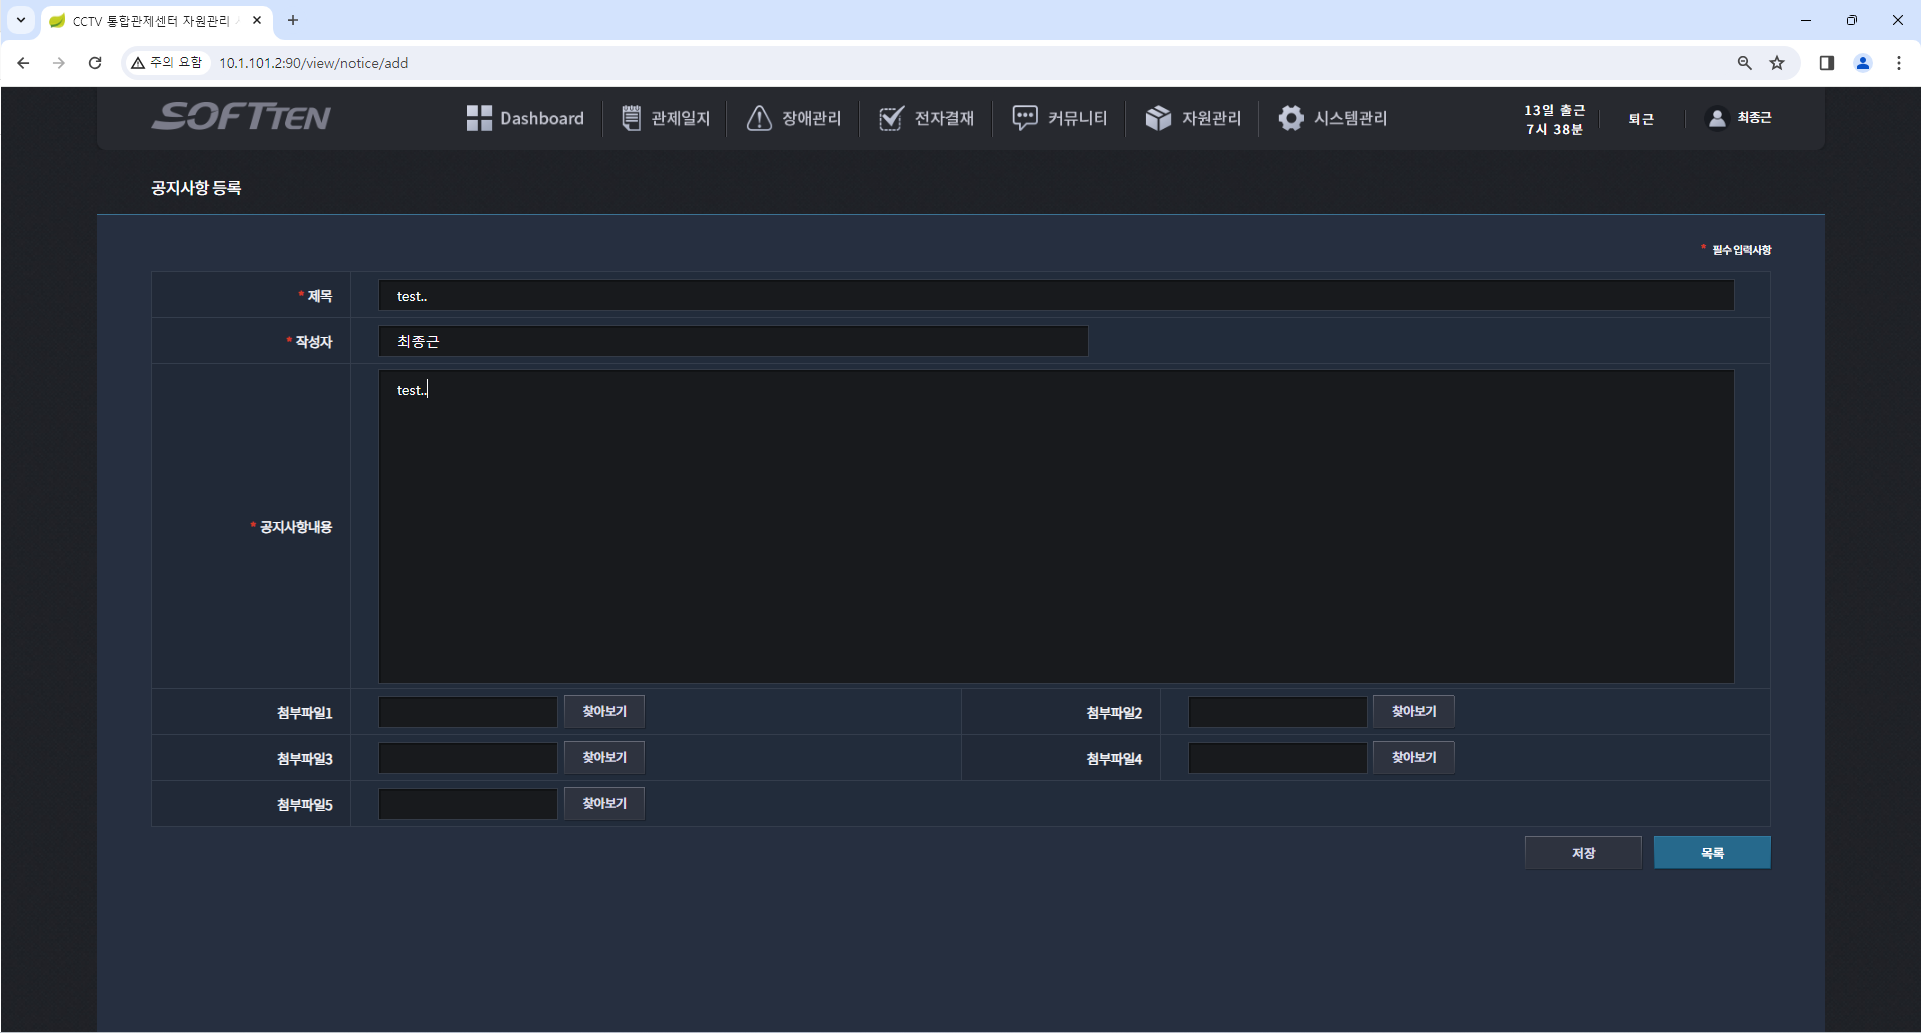 CCTV 통합관제센터 자원관리
주의 요함 10.1.101.2:90/view/notice/add
SOFTTEN Dashboard 관제일지 장애관리 전자결재 커뮤니티 자원관리 시스템관리 13일 출근 7시 38분 퇴근 최종근
공지사항 등록
* 필수 입력사항
* 제목 test..
* 작성자 최종근
* 공지사항내용 test..
첨부파일1 찾아보기 첨부파일2 찾아보기
첨부파일3 찾아보기 첨부파일4 찾아보기
첨부파일5 찾아보기
저장 목록